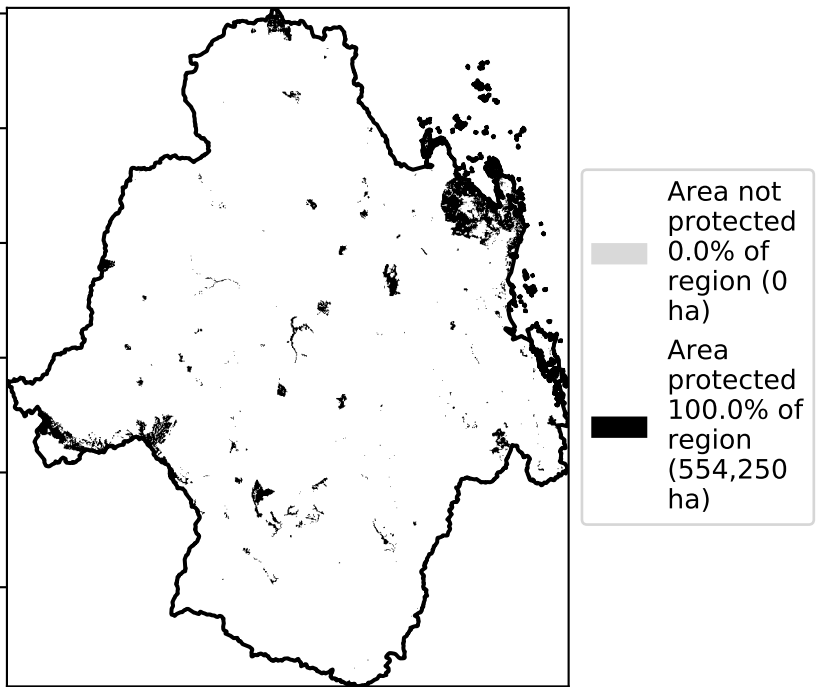 Area not
protected
0.0% of
region (0
ha)
Area
protected
100.0% of
region
(554,250
ha)